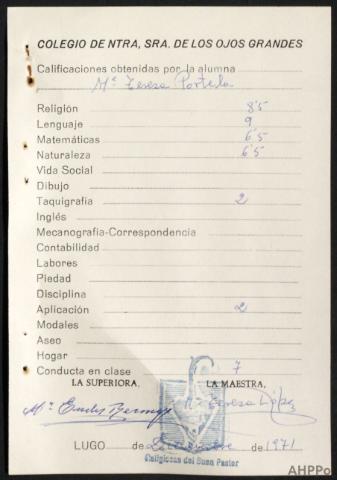 COLEGIO DE NTRA, SRA. DE LOS OJOS GRANDES
Calificaciones obtenidas por la alumna
Mª Teresa Portela
Religión 8'5
Lenguaje 9
Matemáticas 6'5
Naturaleza 6'5
Vida Social
Dibujo
Taquigrafía 2
Inglés
Mecanografía-Correspondencia
Contabilidad
Labores
Piedad
Disciplina
Aplicación 2
Modales
Aseo
Hogar
Conducta en clase 7
LA SUPERIORA, LA MAESTRA,
Mª Teresa López
LUGO de de 1971
Religiosas del Buen Pastor
AHPPo